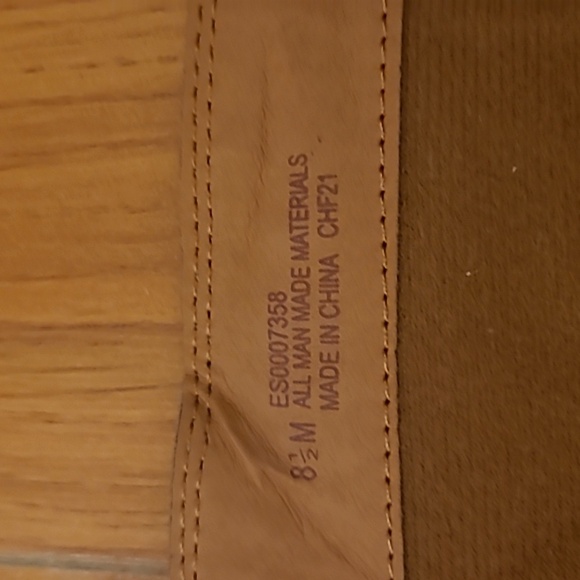 ES0007358
8½ M ALL MAN MADE MATERIALS
MADE IN CHINA CHF21